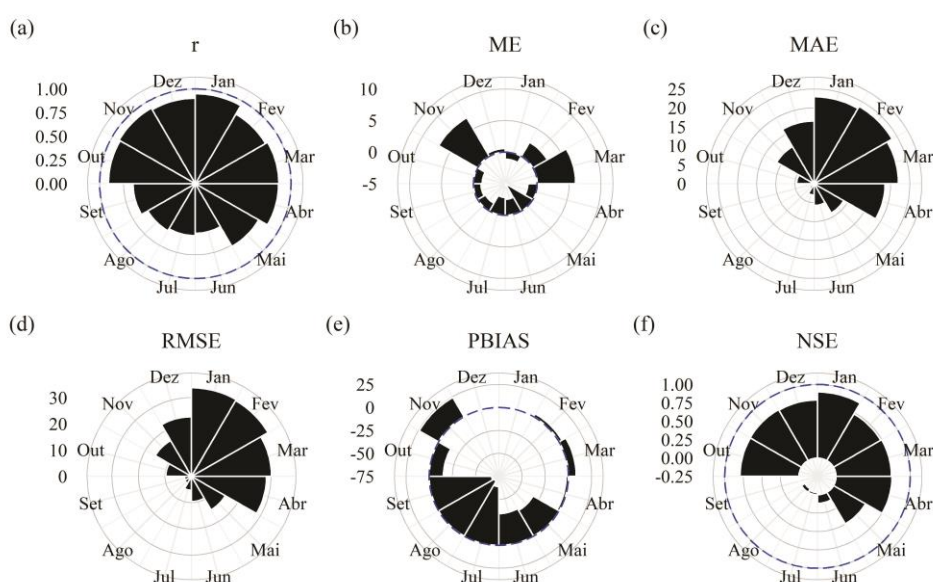 (a)
r
1.00
0.75
0.50
0.25
0.00
Dez
Jan
Nov
Fev
Out
Mar
Set
Abr
Ago
Mai
Jul
Jun
(b)
ME
10
5
0
-5
Dez
Jan
Nov
Fev
Out
Mar
Set
Abr
Ago
Mai
Jul
Jun
(c)
MAE
25
20
15
10
5
0
Dez
Jan
Nov
Fev
Out
Mar
Set
Abr
Ago
Mai
Jul
Jun
(d)
RMSE
30
20
10
0
Dez
Jan
Nov
Fev
Out
Mar
Set
Abr
Ago
Mai
Jul
Jun
(e)
PBIAS
25
0
-25
-50
-75
Dez
Jan
Nov
Fev
Out
Mar
Set
Abr
Ago
Mai
Jul
Jun
(f)
NSE
1.00
0.75
0.50
0.25
0.00
-0.25
Dez
Jan
Nov
Fev
Out
Mar
Set
Abr
Ago
Mai
Jul
Jun